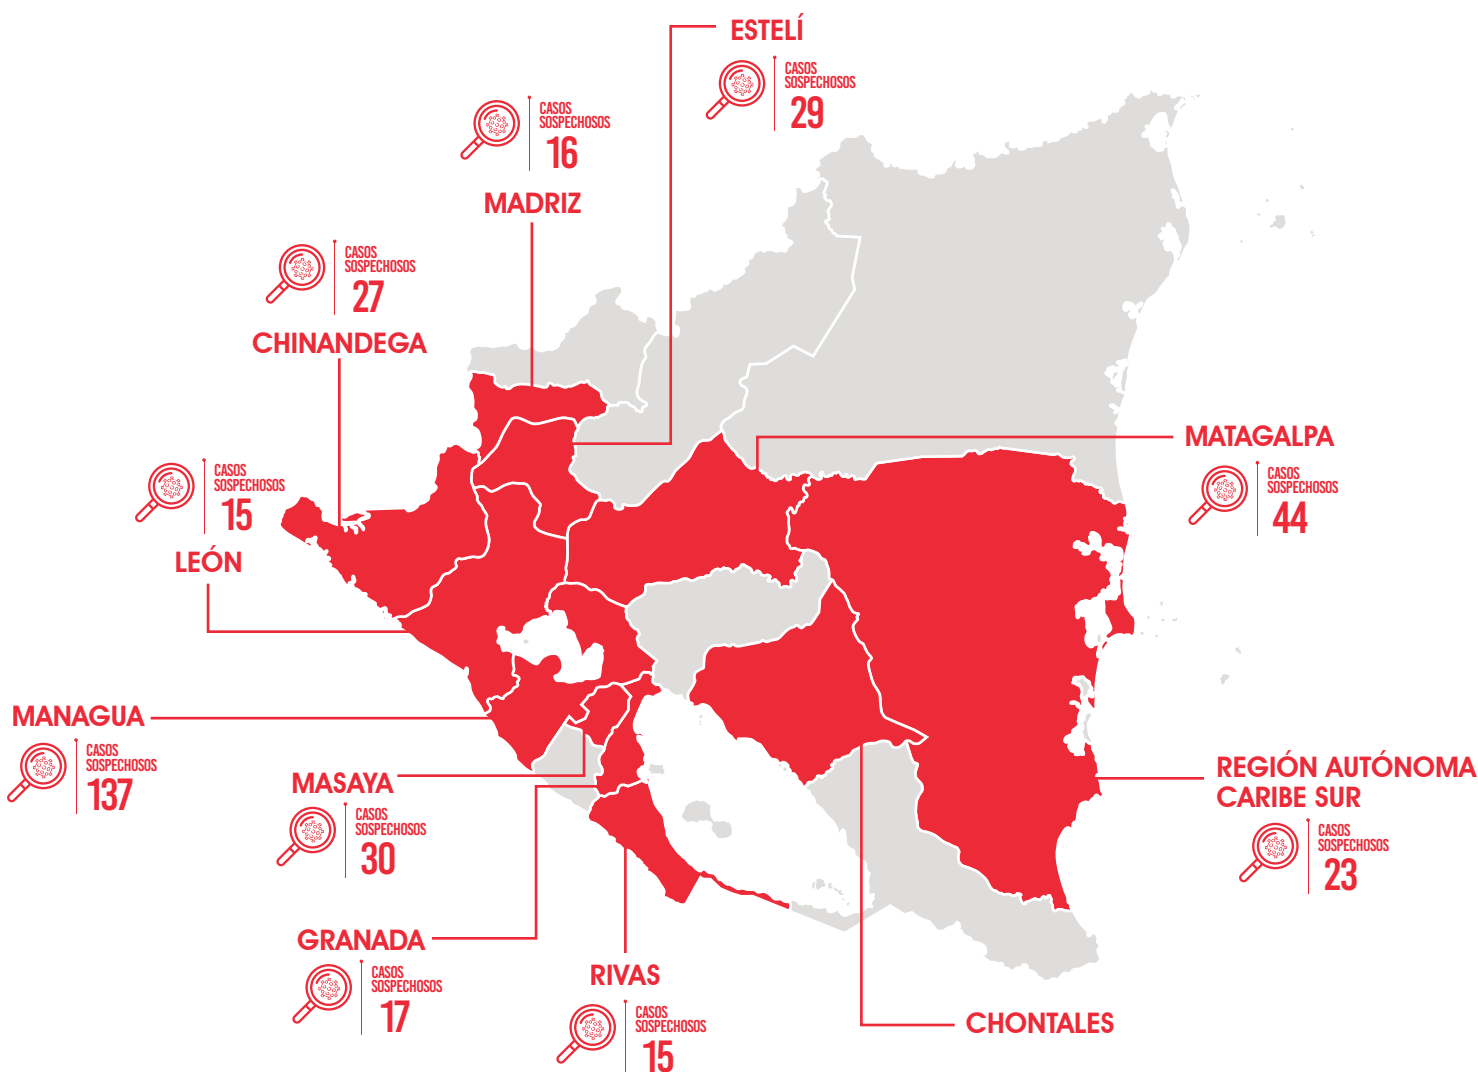 ESTELÍ
CASOS
SOSPECHOSOS
29
CASOS
SOSPECHOSOS
16
MADRIZ
CASOS
SOSPECHOSOS
27
CHINANDEGA
MATAGALPA
CASOS
SOSPECHOSOS
44
CASOS
SOSPECHOSOS
15
LEÓN
MANAGUA
CASOS
SOSPECHOSOS
137
MASAYA
CASOS
SOSPECHOSOS
30
REGIÓN AUTÓNOMA
CARIBE SUR
CASOS
SOSPECHOSOS
23
GRANADA
CASOS
SOSPECHOSOS
17
RIVAS
CASOS
SOSPECHOSOS
15
CHONTALES